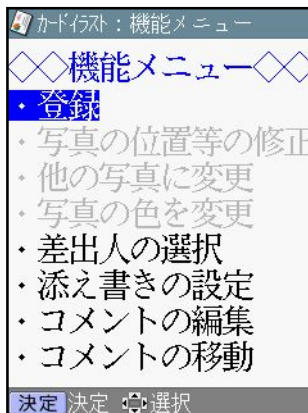 カードイラスト：機能メニュー
◇◇機能メニュー◇◇
・登録
・写真の位置等の修正
・他の写真に変更
・写真の色を変更
・差出人の選択
・添え書きの設定
・コメントの編集
・コメントの移動
決定 決定 選択